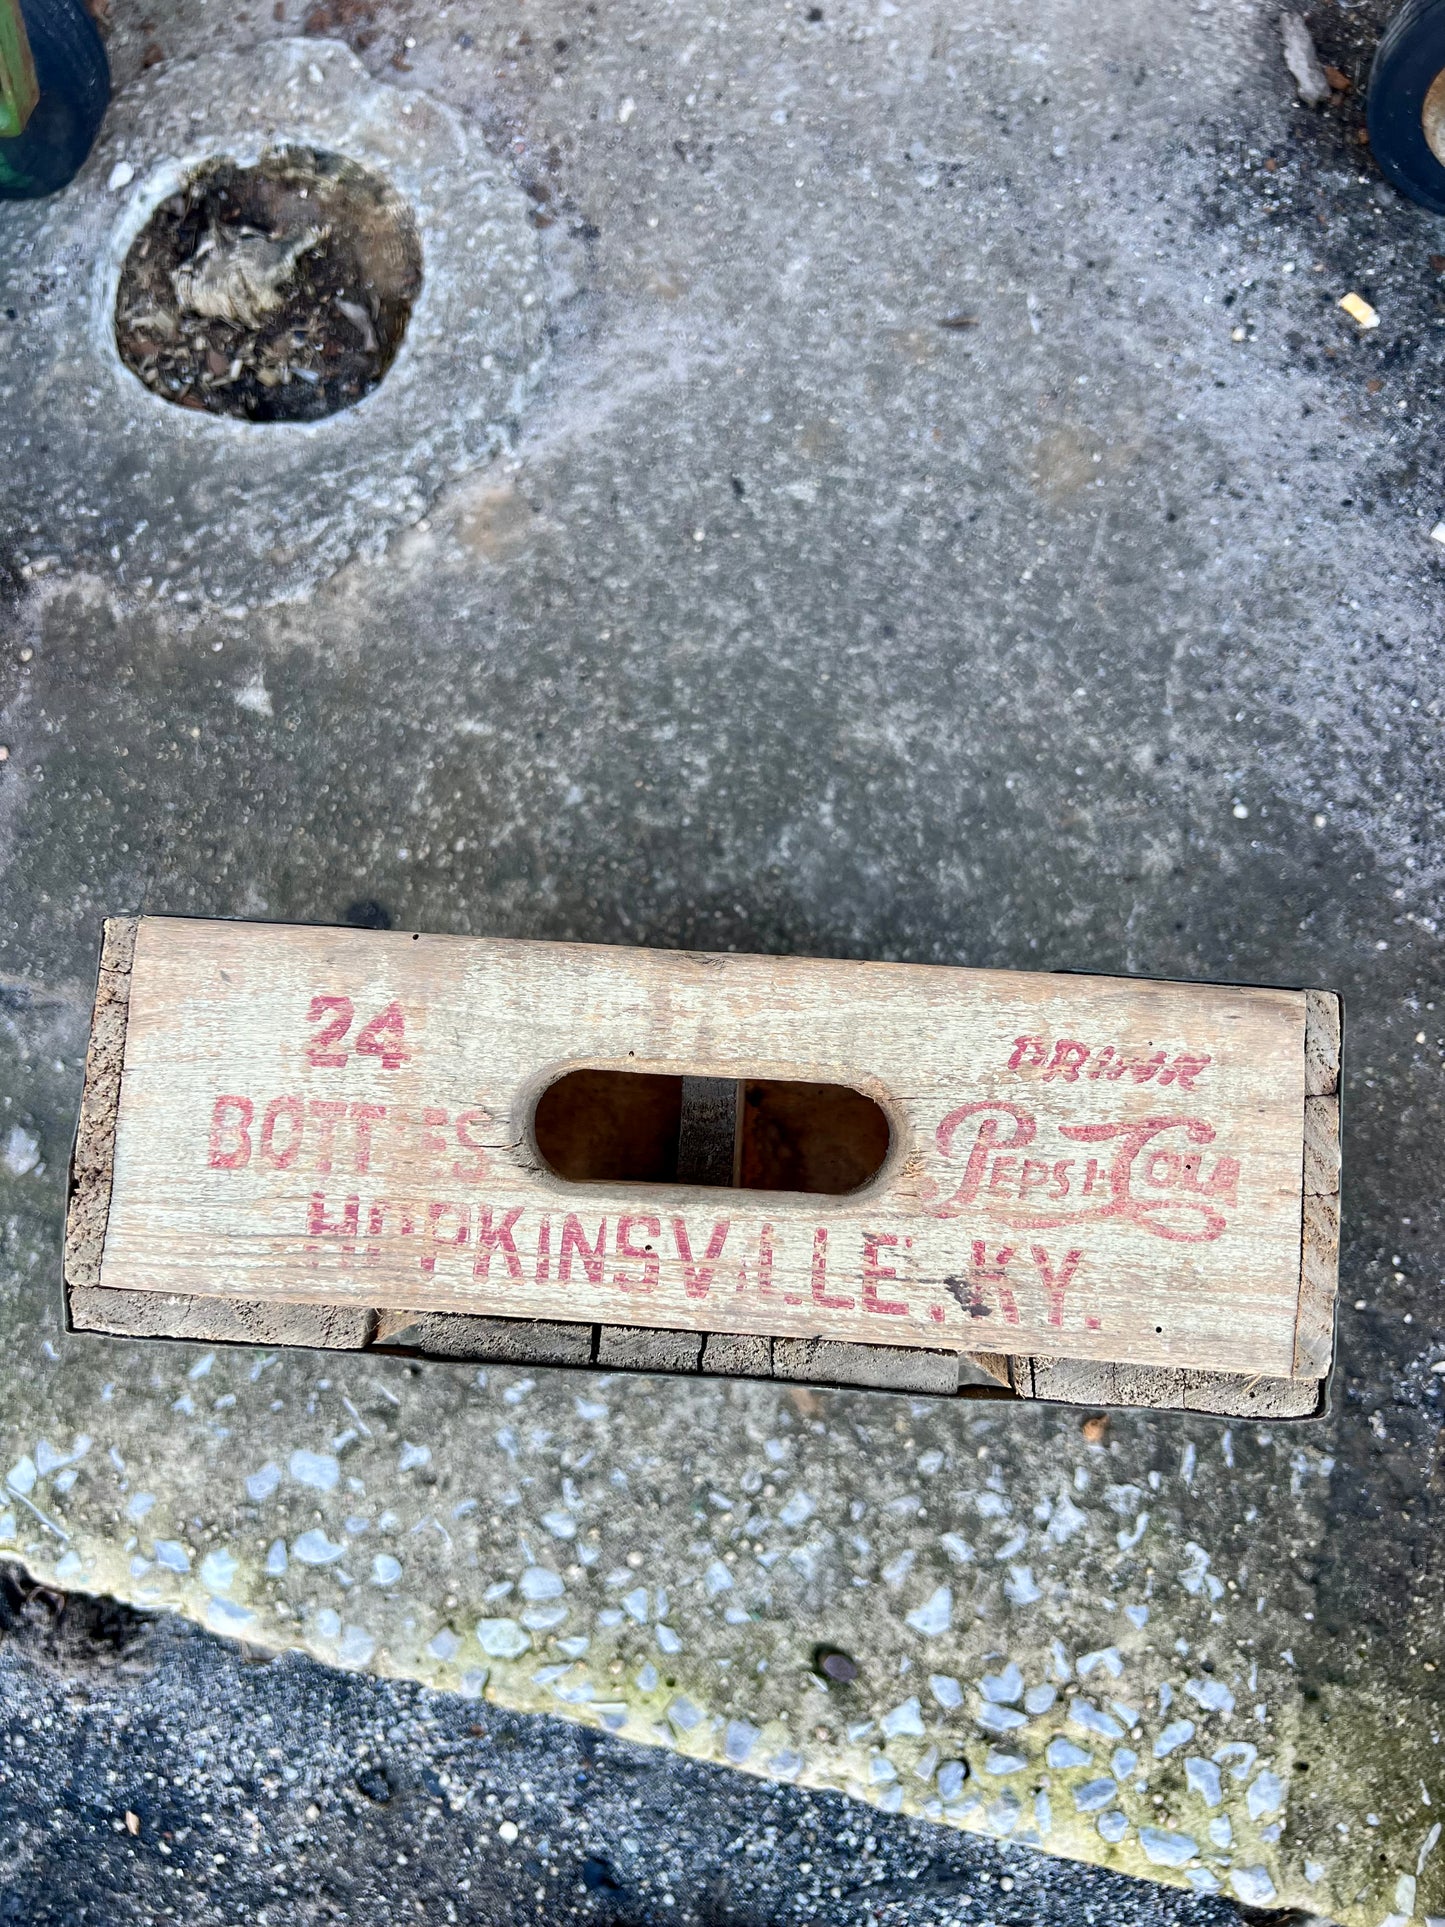 24
BOTTLES
HOPKINSVILLE, KY.
DRINK
PEPSI-COLA